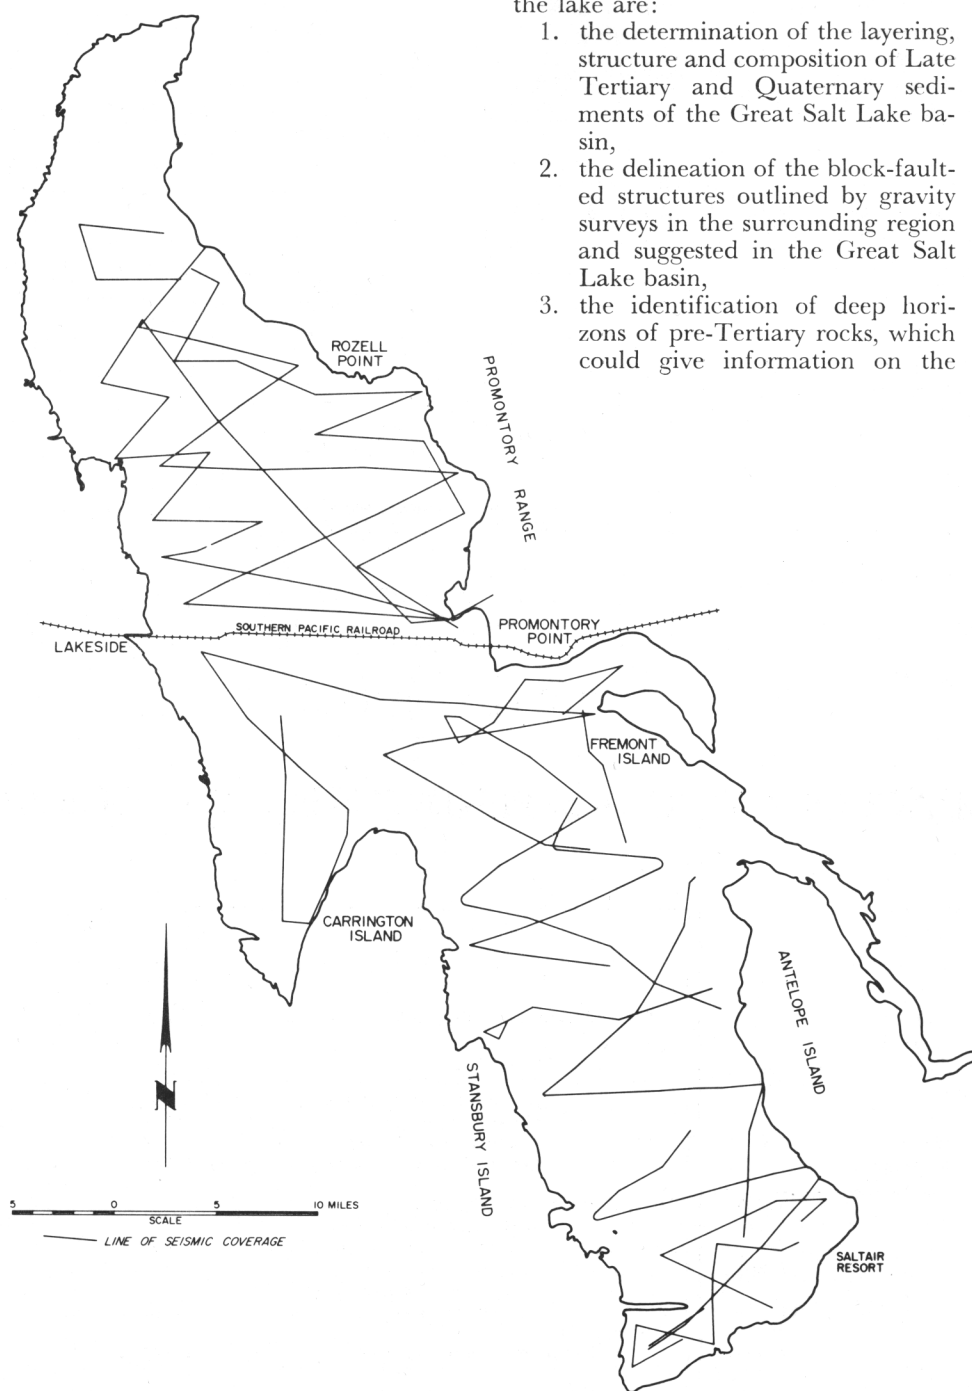 the lake are:
1. the determination of the layering,
structure and composition of Late
Tertiary and Quaternary sedi-
ments of the Great Salt Lake ba-
sin,
2. the delineation of the block-fault-
ed structures outlined by gravity
surveys in the surrounding region
and suggested in the Great Salt
Lake basin,
3. the identification of deep hori-
zons of pre-Tertiary rocks, which
could give information on the
ROZELL
POINT
PROMONTORY RANGE
SOUTHERN PACIFIC RAILROAD
PROMONTORY
POINT
LAKESIDE
FREMONT
ISLAND
CARRINGTON
ISLAND
ANTELOPE ISLAND
STANSBURY ISLAND
N
5 0 5 10 MILES
SCALE
LINE OF SEISMIC COVERAGE
SALTAIR
RESORT